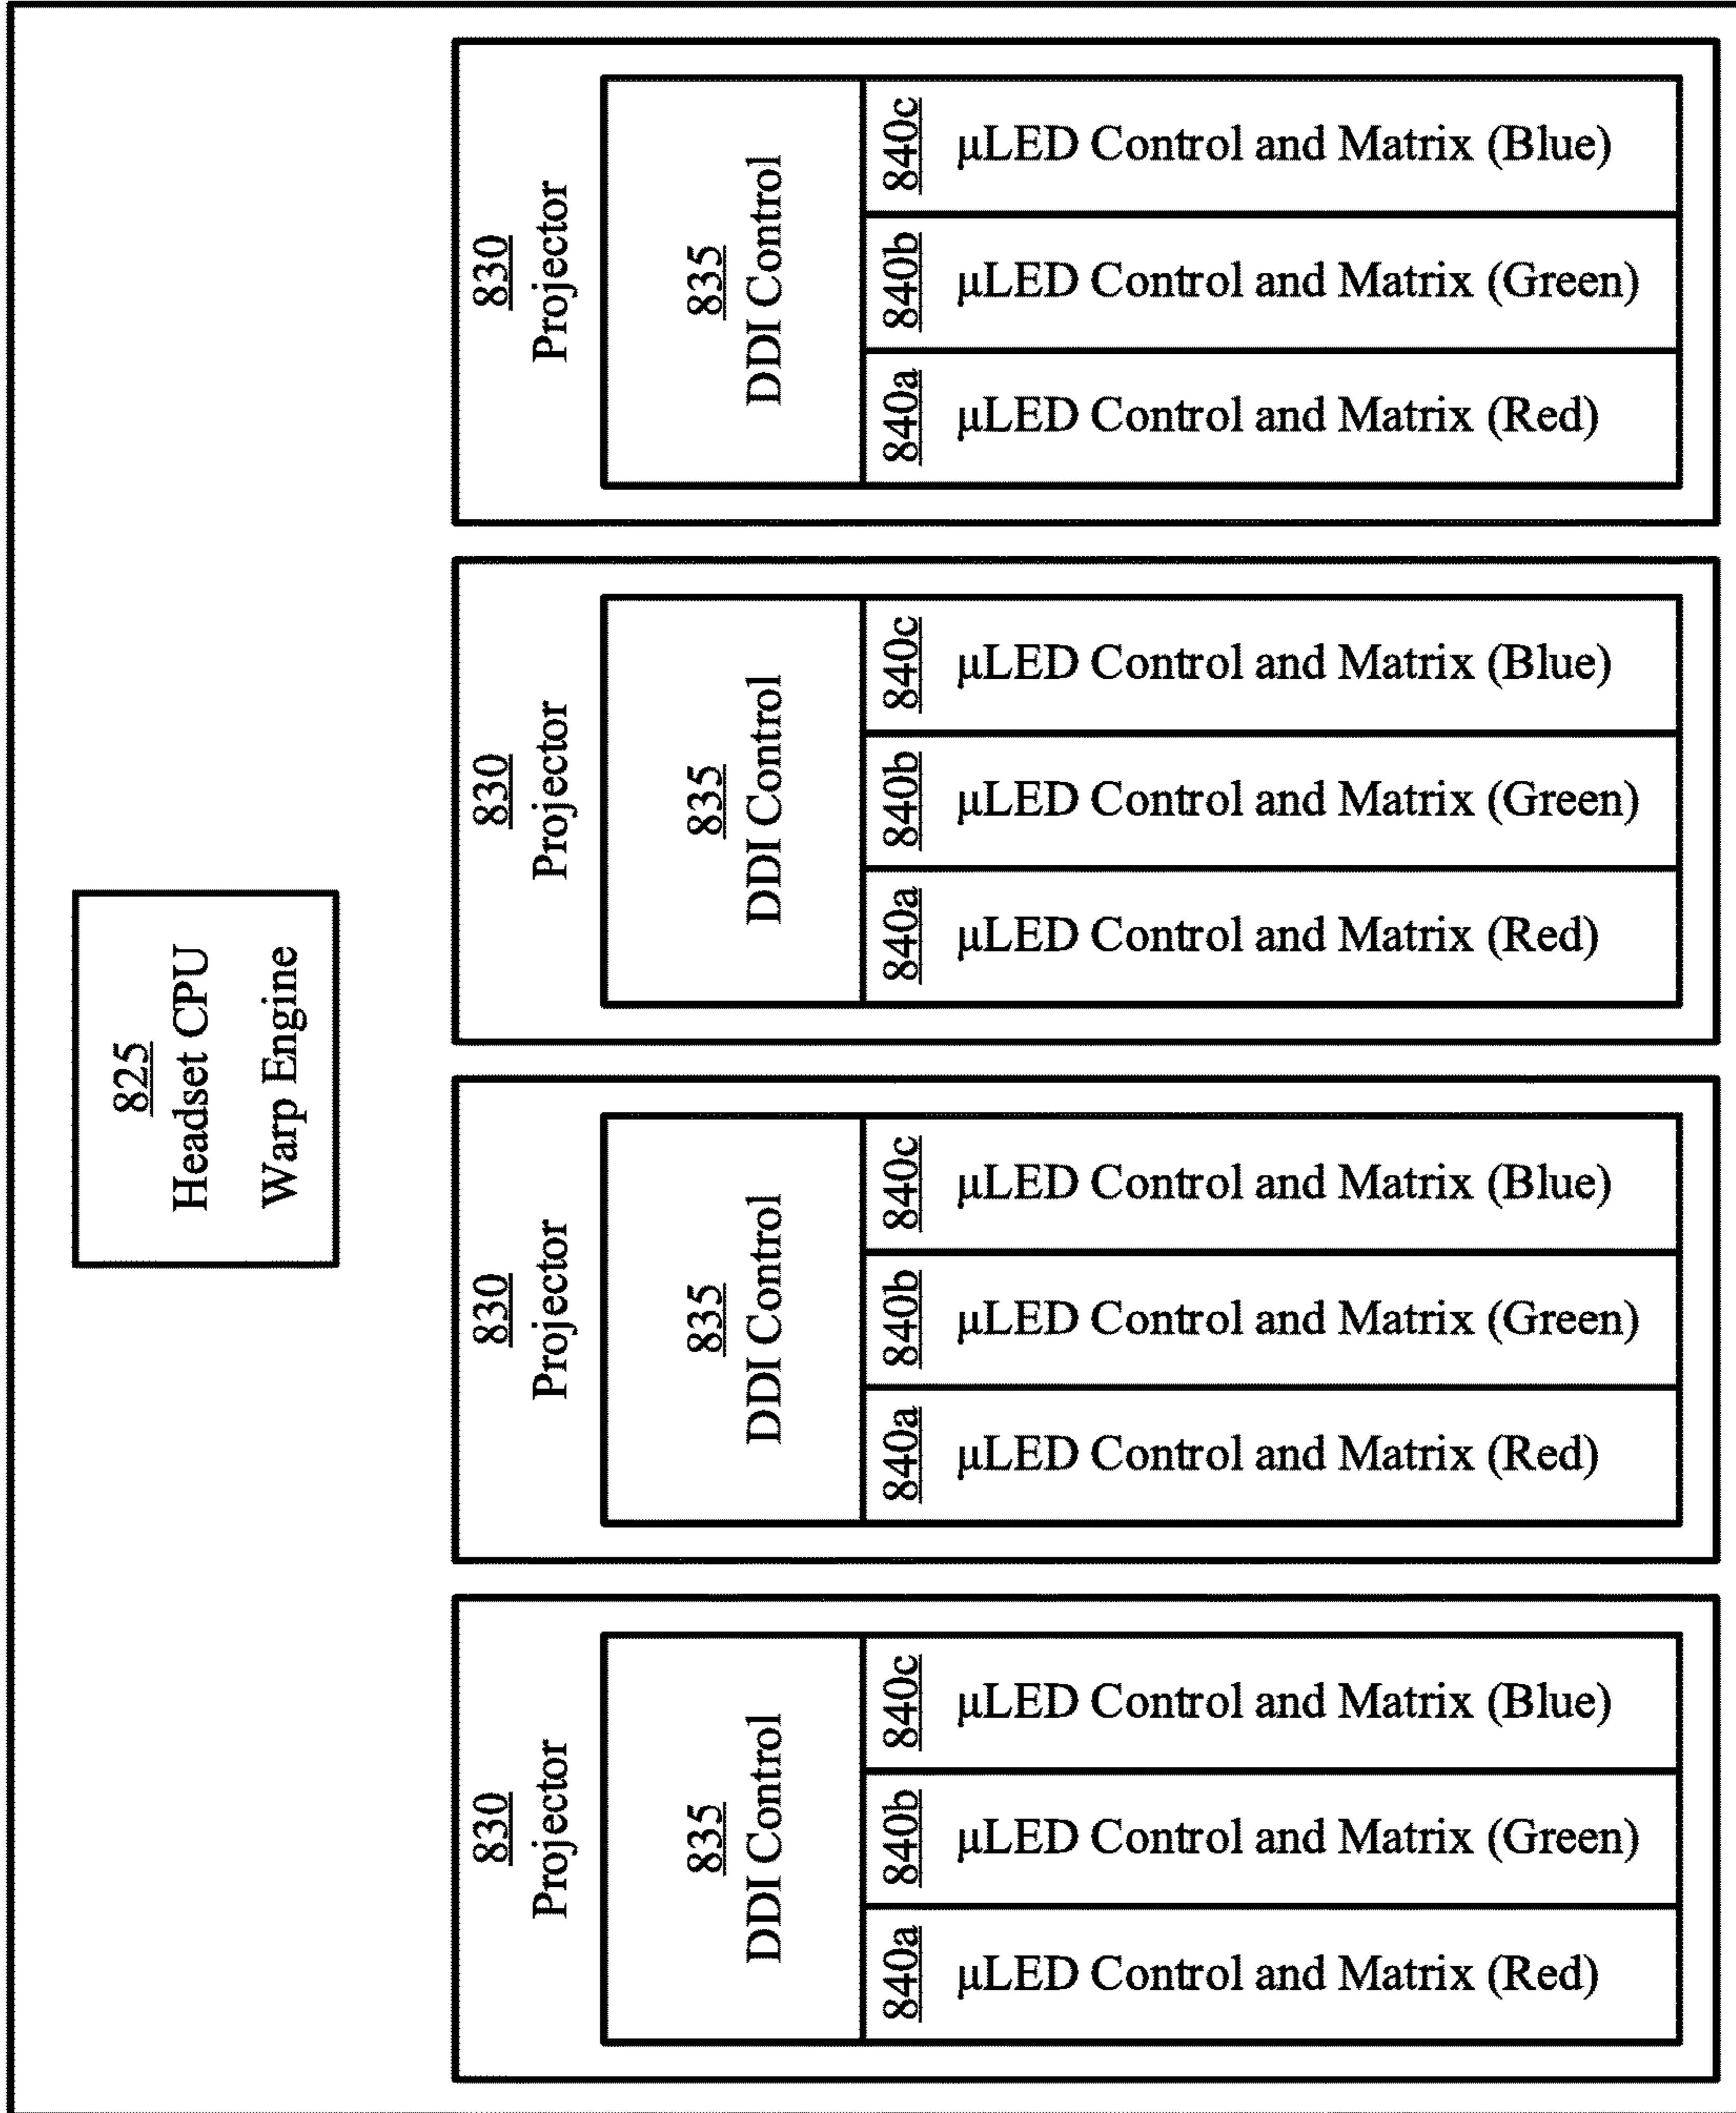 825
Headset CPU
Warp Engine
830
Projector
835
DDI Control
840a
μLED Control and Matrix (Red)
840b
μLED Control and Matrix (Green)
840c
μLED Control and Matrix (Blue)
830
Projector
835
DDI Control
840a
μLED Control and Matrix (Red)
840b
μLED Control and Matrix (Green)
840c
μLED Control and Matrix (Blue)
830
Projector
835
DDI Control
840a
μLED Control and Matrix (Red)
840b
μLED Control and Matrix (Green)
840c
μLED Control and Matrix (Blue)
830
Projector
835
DDI Control
840a
μLED Control and Matrix (Red)
840b
μLED Control and Matrix (Green)
840c
μLED Control and Matrix (Blue)